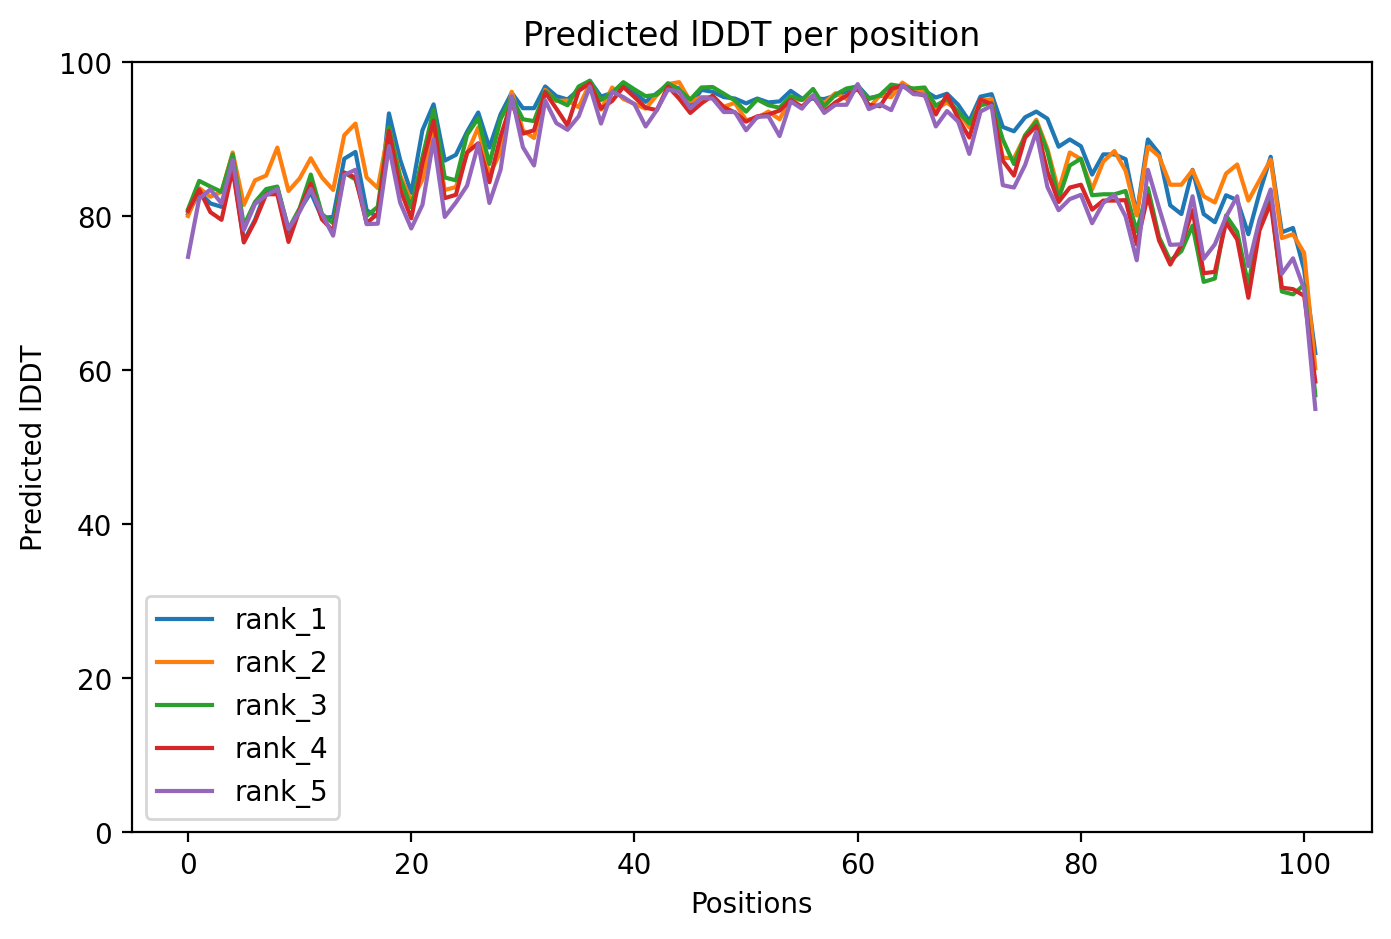 Predicted lDDT per position
Predicted lDDT
100
80
60
40
20
0
rank_1
rank_2
rank_3
rank_4
rank_5
0 20 40 60 80 100
Positions